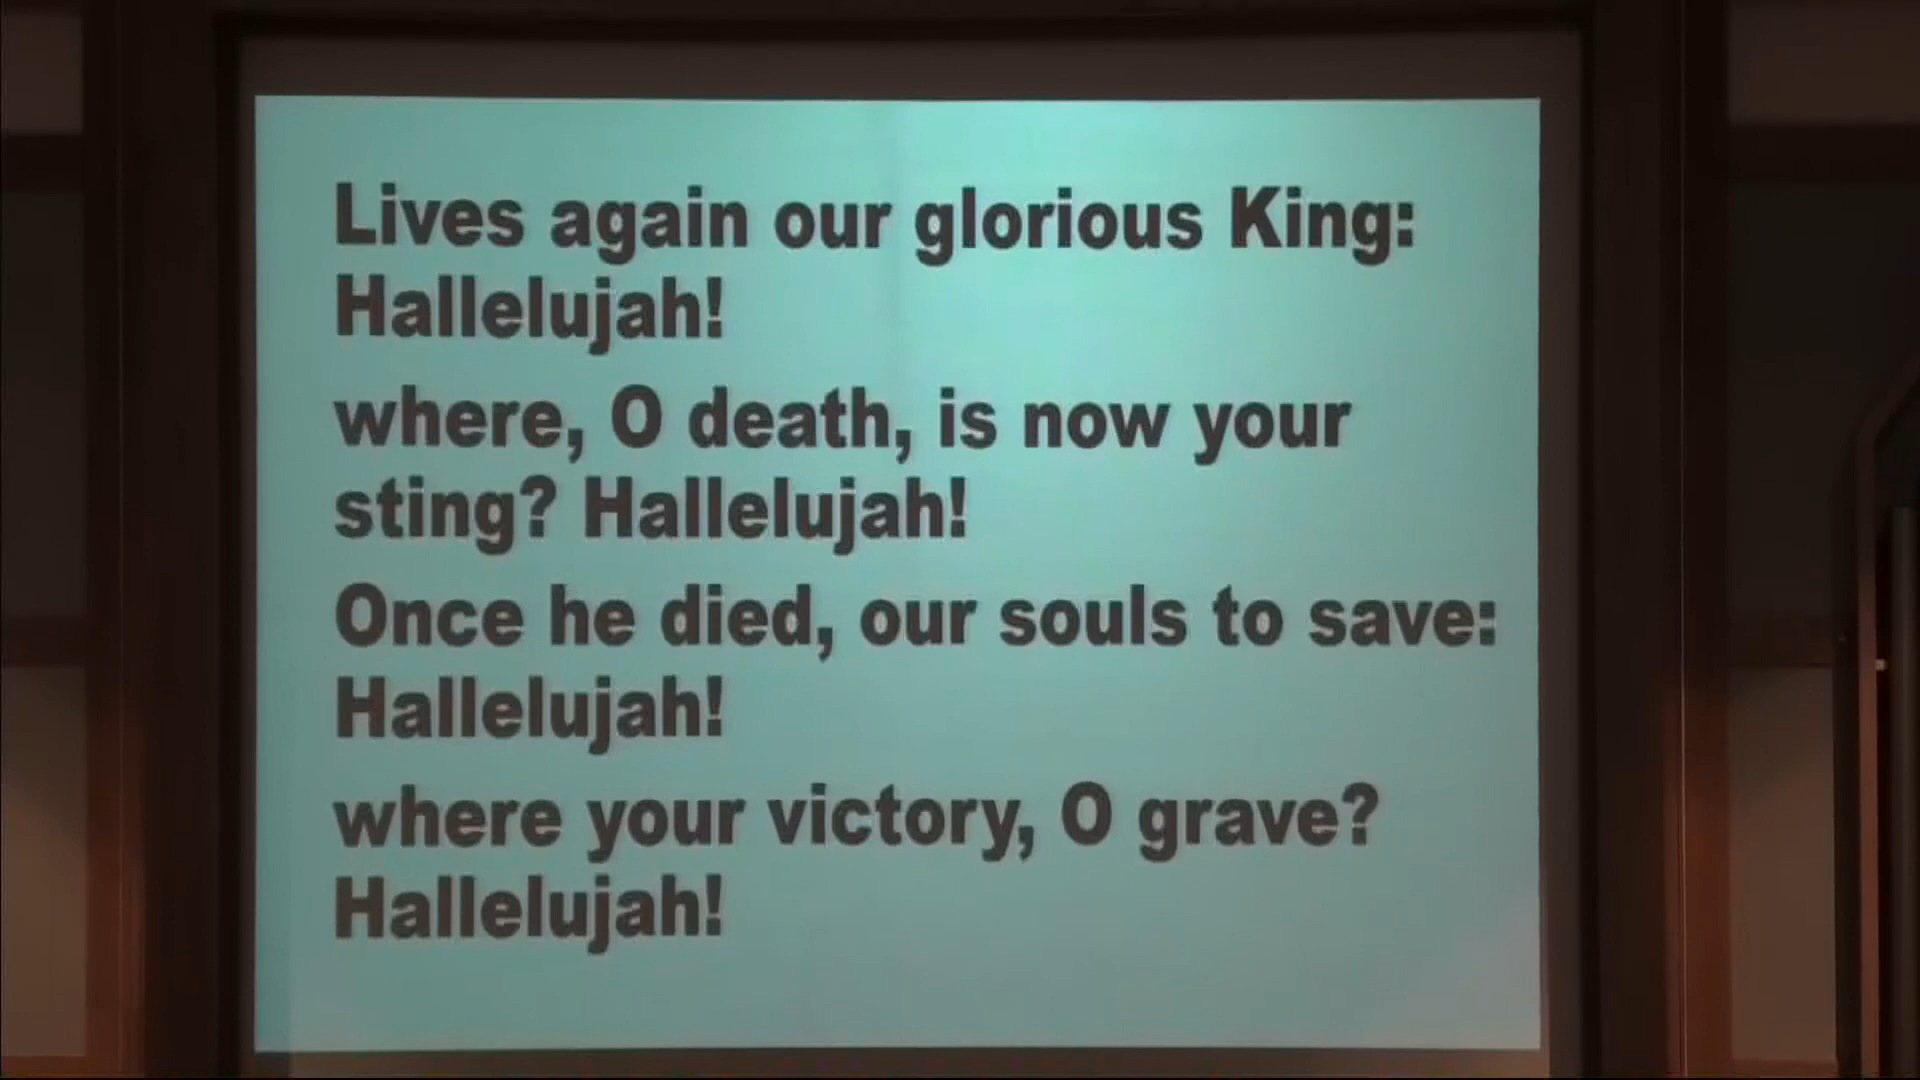 Lives again our glorious King:
Hallelujah!
where, O death, is now your
sting? Hallelujah!
Once he died, our souls to save:
Hallelujah!
where your victory, O grave?
Hallelujah!